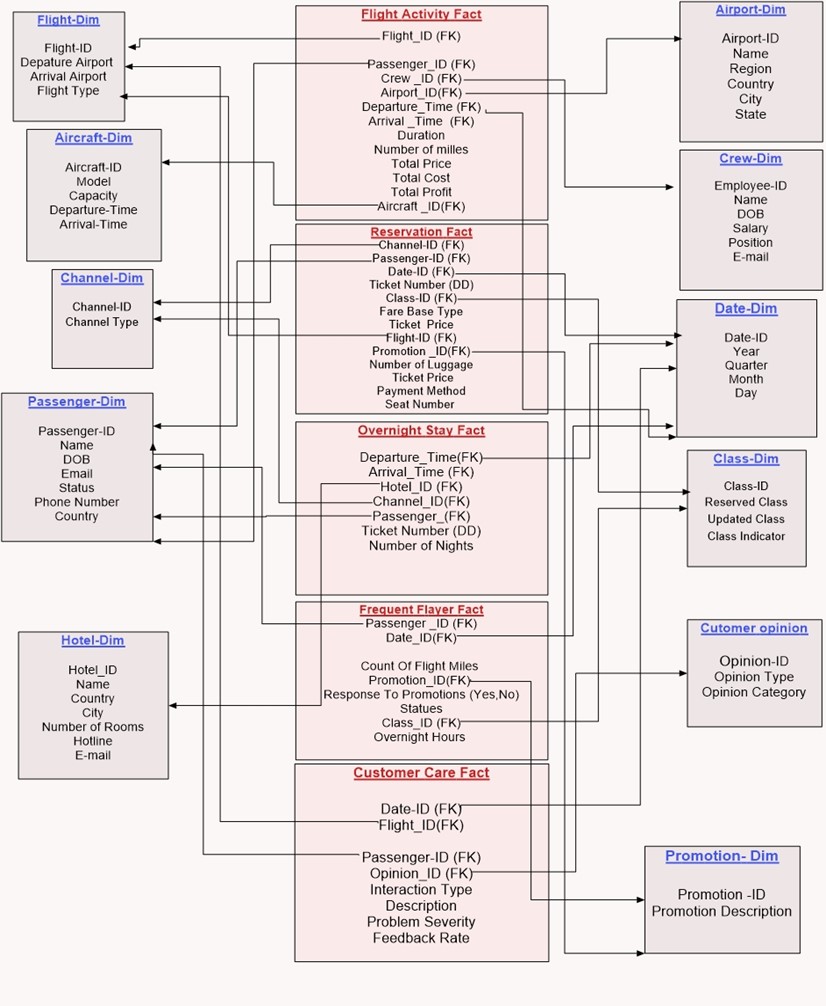 Flight-Dim
Flight-ID
Depature Airport
Arrival Airport
Flight Type
Aircraft-Dim
Aircraft-ID
Model
Capacity
Departure-Time
Arrival-Time
Channel-Dim
Channel-ID
Channel Type
Passenger-Dim
Passenger-ID
Name
DOB
Email
Status
Phone Number
Country
Hotel-Dim
Hotel_ID
Name
Country
City
Number of Rooms
Hotline
E-mail
Flight Activity Fact
Flight_ID (FK)
Passenger_ID (FK)
Crew _ID (FK)
Airport_ID(FK)
Departure_Time (FK)
Arrival _Time (FK)
Duration
Number of milles
Total Price
Total Cost
Total Profit
Aircraft _ID(FK)
Reservation Fact
Channel-ID (FK)
Passenger-ID (FK)
Date-ID (FK)
Ticket Number (DD)
Class-ID (FK)
Fare Base Type
Ticket Price
Flight-ID (FK)
Promotion _ID(FK)
Number of Luggage
Ticket Price
Payment Method
Seat Number
Overnight Stay Fact
Departure_Time(FK)
Arrival_Time (FK)
Hotel_ID (FK)
Channel_ID(FK)
Passenger_(FK)
Ticket Number (DD)
Number of Nights
Frequent Flayer Fact
Passenger _ID (FK)
Date_ID(FK)
Count Of Flight Miles
Promotion_ID(FK)
Response To Promotions (Yes,No)
Statues
Class_ID (FK)
Overnight Hours
Customer Care Fact
Date-ID (FK)
Flight_ID(FK)
Passenger-ID (FK)
Opinion_ID (FK)
Interaction Type
Description
Problem Severity
Feedback Rate
Airport-Dim
Airport-ID
Name
Region
Country
City
State
Crew-Dim
Employee-ID
Name
DOB
Salary
Position
E-mail
Date-Dim
Date-ID
Year
Quarter
Month
Day
Class-Dim
Class-ID
Reserved Class
Updated Class
Class Indicator
Cutomer opinion
Opinion-ID
Opinion Type
Opinion Category
Promotion- Dim
Promotion -ID
Promotion Description